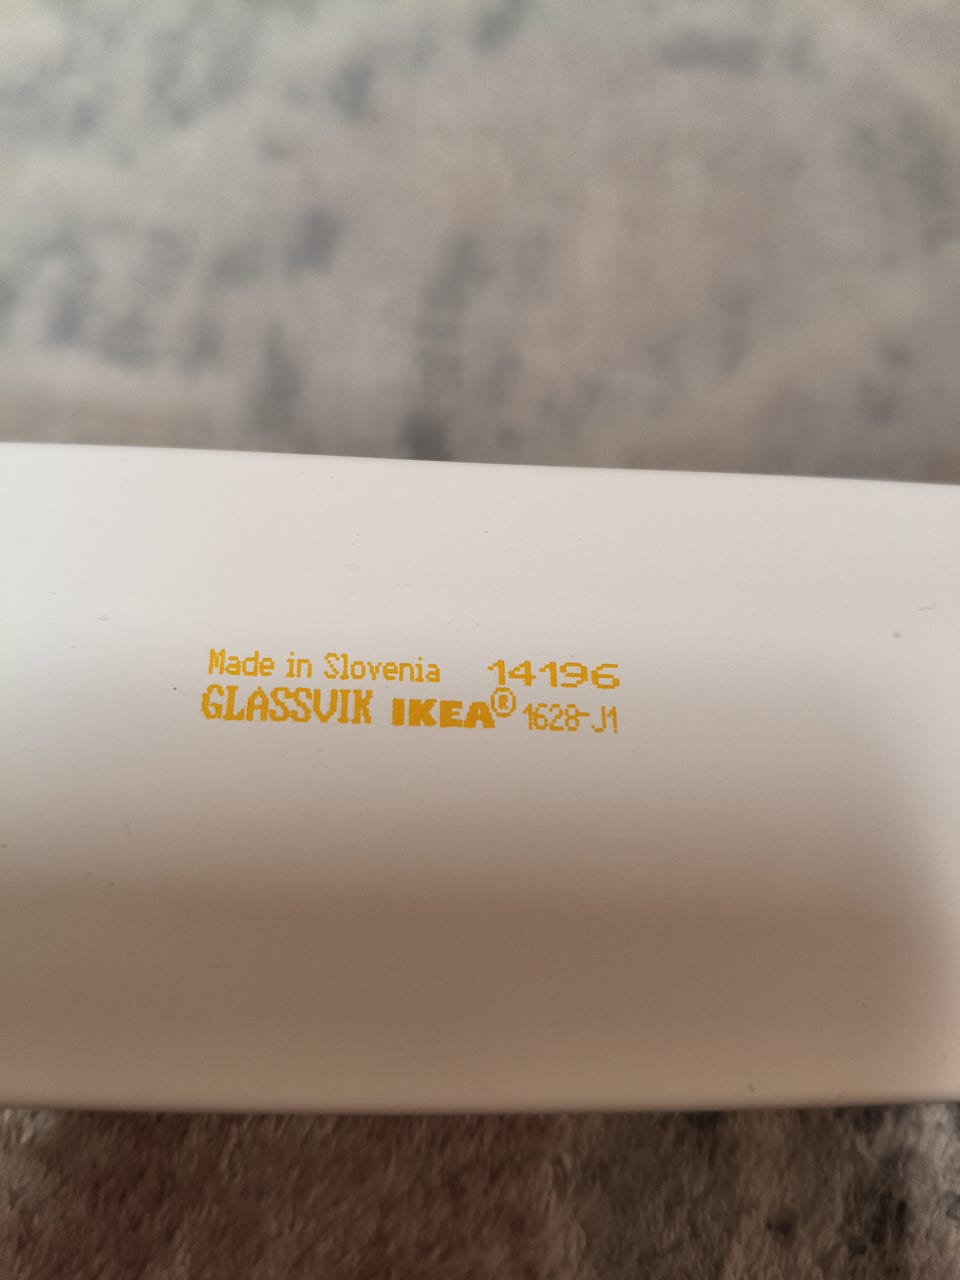 Made in Slovenia 14196
GLASSVIK IKEA® 1628-J1